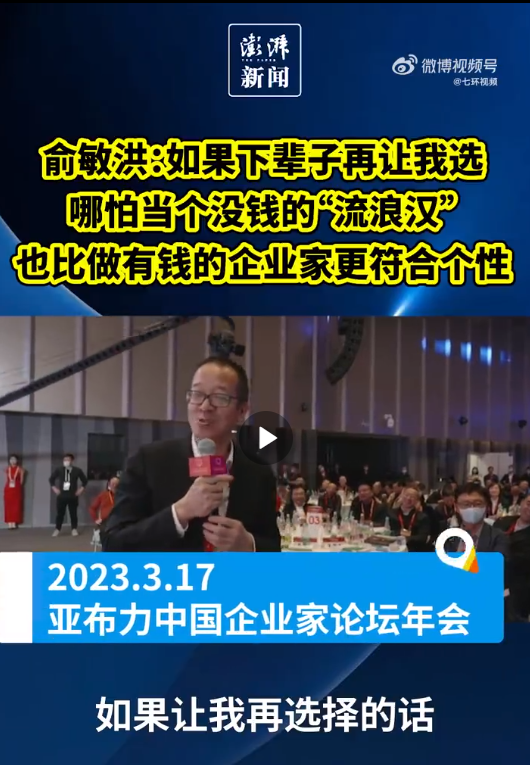 澎湃
THE PAPER
新闻
微博视频号
@七环视频
俞敏洪：如果下辈子再让我选
哪怕当个没钱的“流浪汉”
也比做有钱的企业家更符合个性
03
2023.3.17
亚布力中国企业家论坛年会
如果让我再选择的话